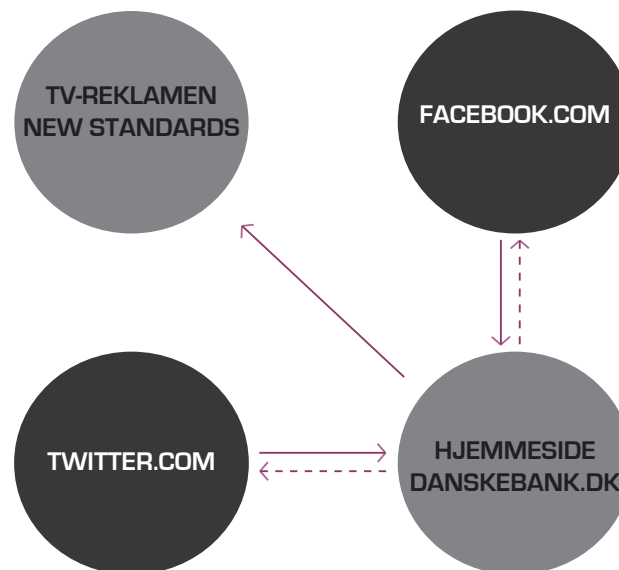 TV-REKLAMEN
NEW STANDARDS
FACEBOOK.COM
TWITTER.COM
HJEMMESIDE
DANSKEBANK.DK